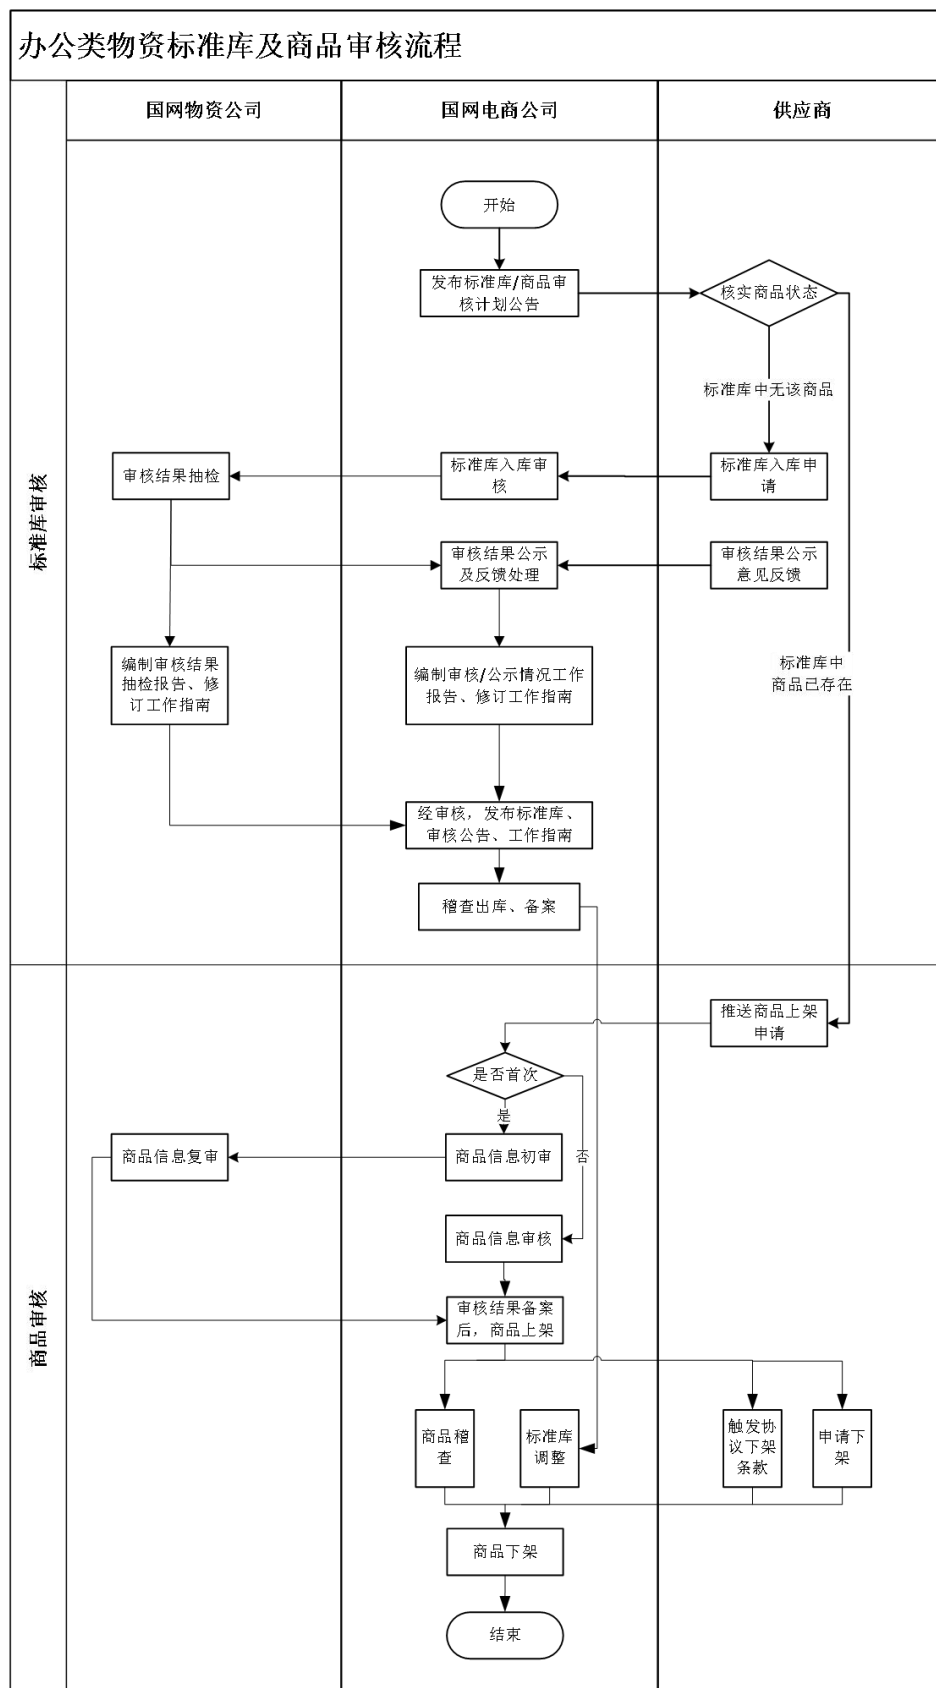 办公类物资标准库及商品审核流程
国网物资公司
国网电商公司
供应商
标准库审核
开始
发布标准库/商品审
核计划公告
核实商品状态
标准库中无该商品
审核结果抽检
标准库入库审
核
标准库入库申
请
审核结果公示
及反馈处理
审核结果公示
意见反馈
编制审核结果
抽检报告、修
订工作指南
编制审核/公示情况工作
报告、修订工作指南
标准库中
商品已存在
经审核，发布标准库、
审核公告、工作指南
稽查出库、备案
商品审核
推送商品上架
申请
是否首次
是
否
商品信息复审
商品信息初审
商品信息审核
审核结果备案
后，商品上架
商品稽
查
标准库
调整
触发协
议下架
条款
申请下
架
商品下架
结束